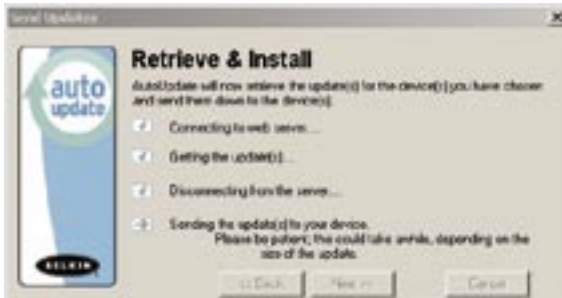 Send Updates
Retrieve & Install
auto
update
AutoUpdate will now retrieve the update(s) for the device(s) you have chosen
and send them down to the device(s).
Connecting to web server...
Getting the update(s)...
Disconnecting from the server...
Sending the update(s) to your device.
Please be patient, this could take awhile, depending on the
size of the update.
BELKIN
<< Back
Next >>
Cancel